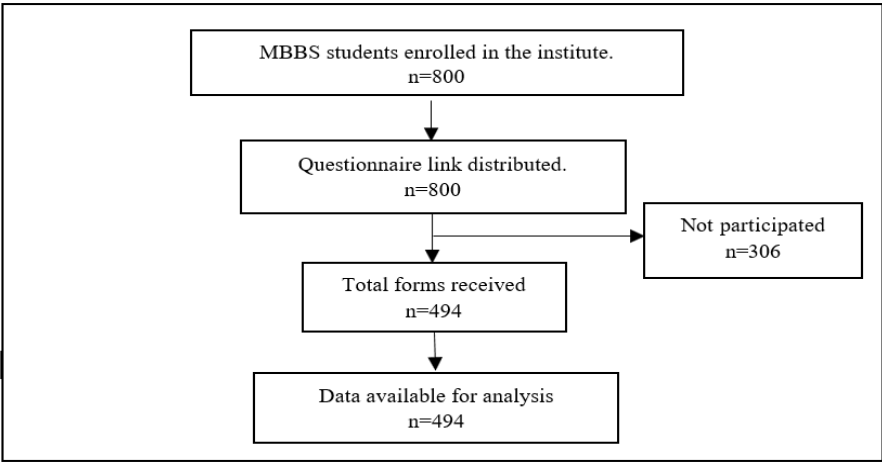 MBBS students enrolled in the institute.
n=800
Questionnaire link distributed.
n=800
Not participated
n=306
Total forms received
n=494
Data available for analysis
n=494